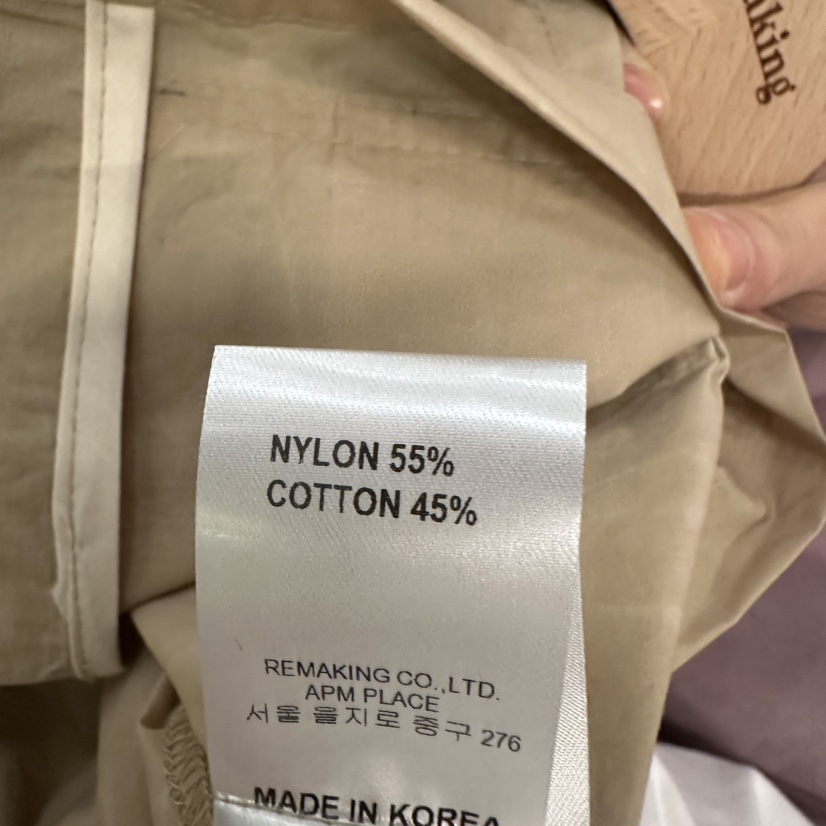 aking
NYLON 55%
COTTON 45%
REMAKING CO.,LTD.
APM PLACE
서울 을지로 중구 276
MADE IN KOREA